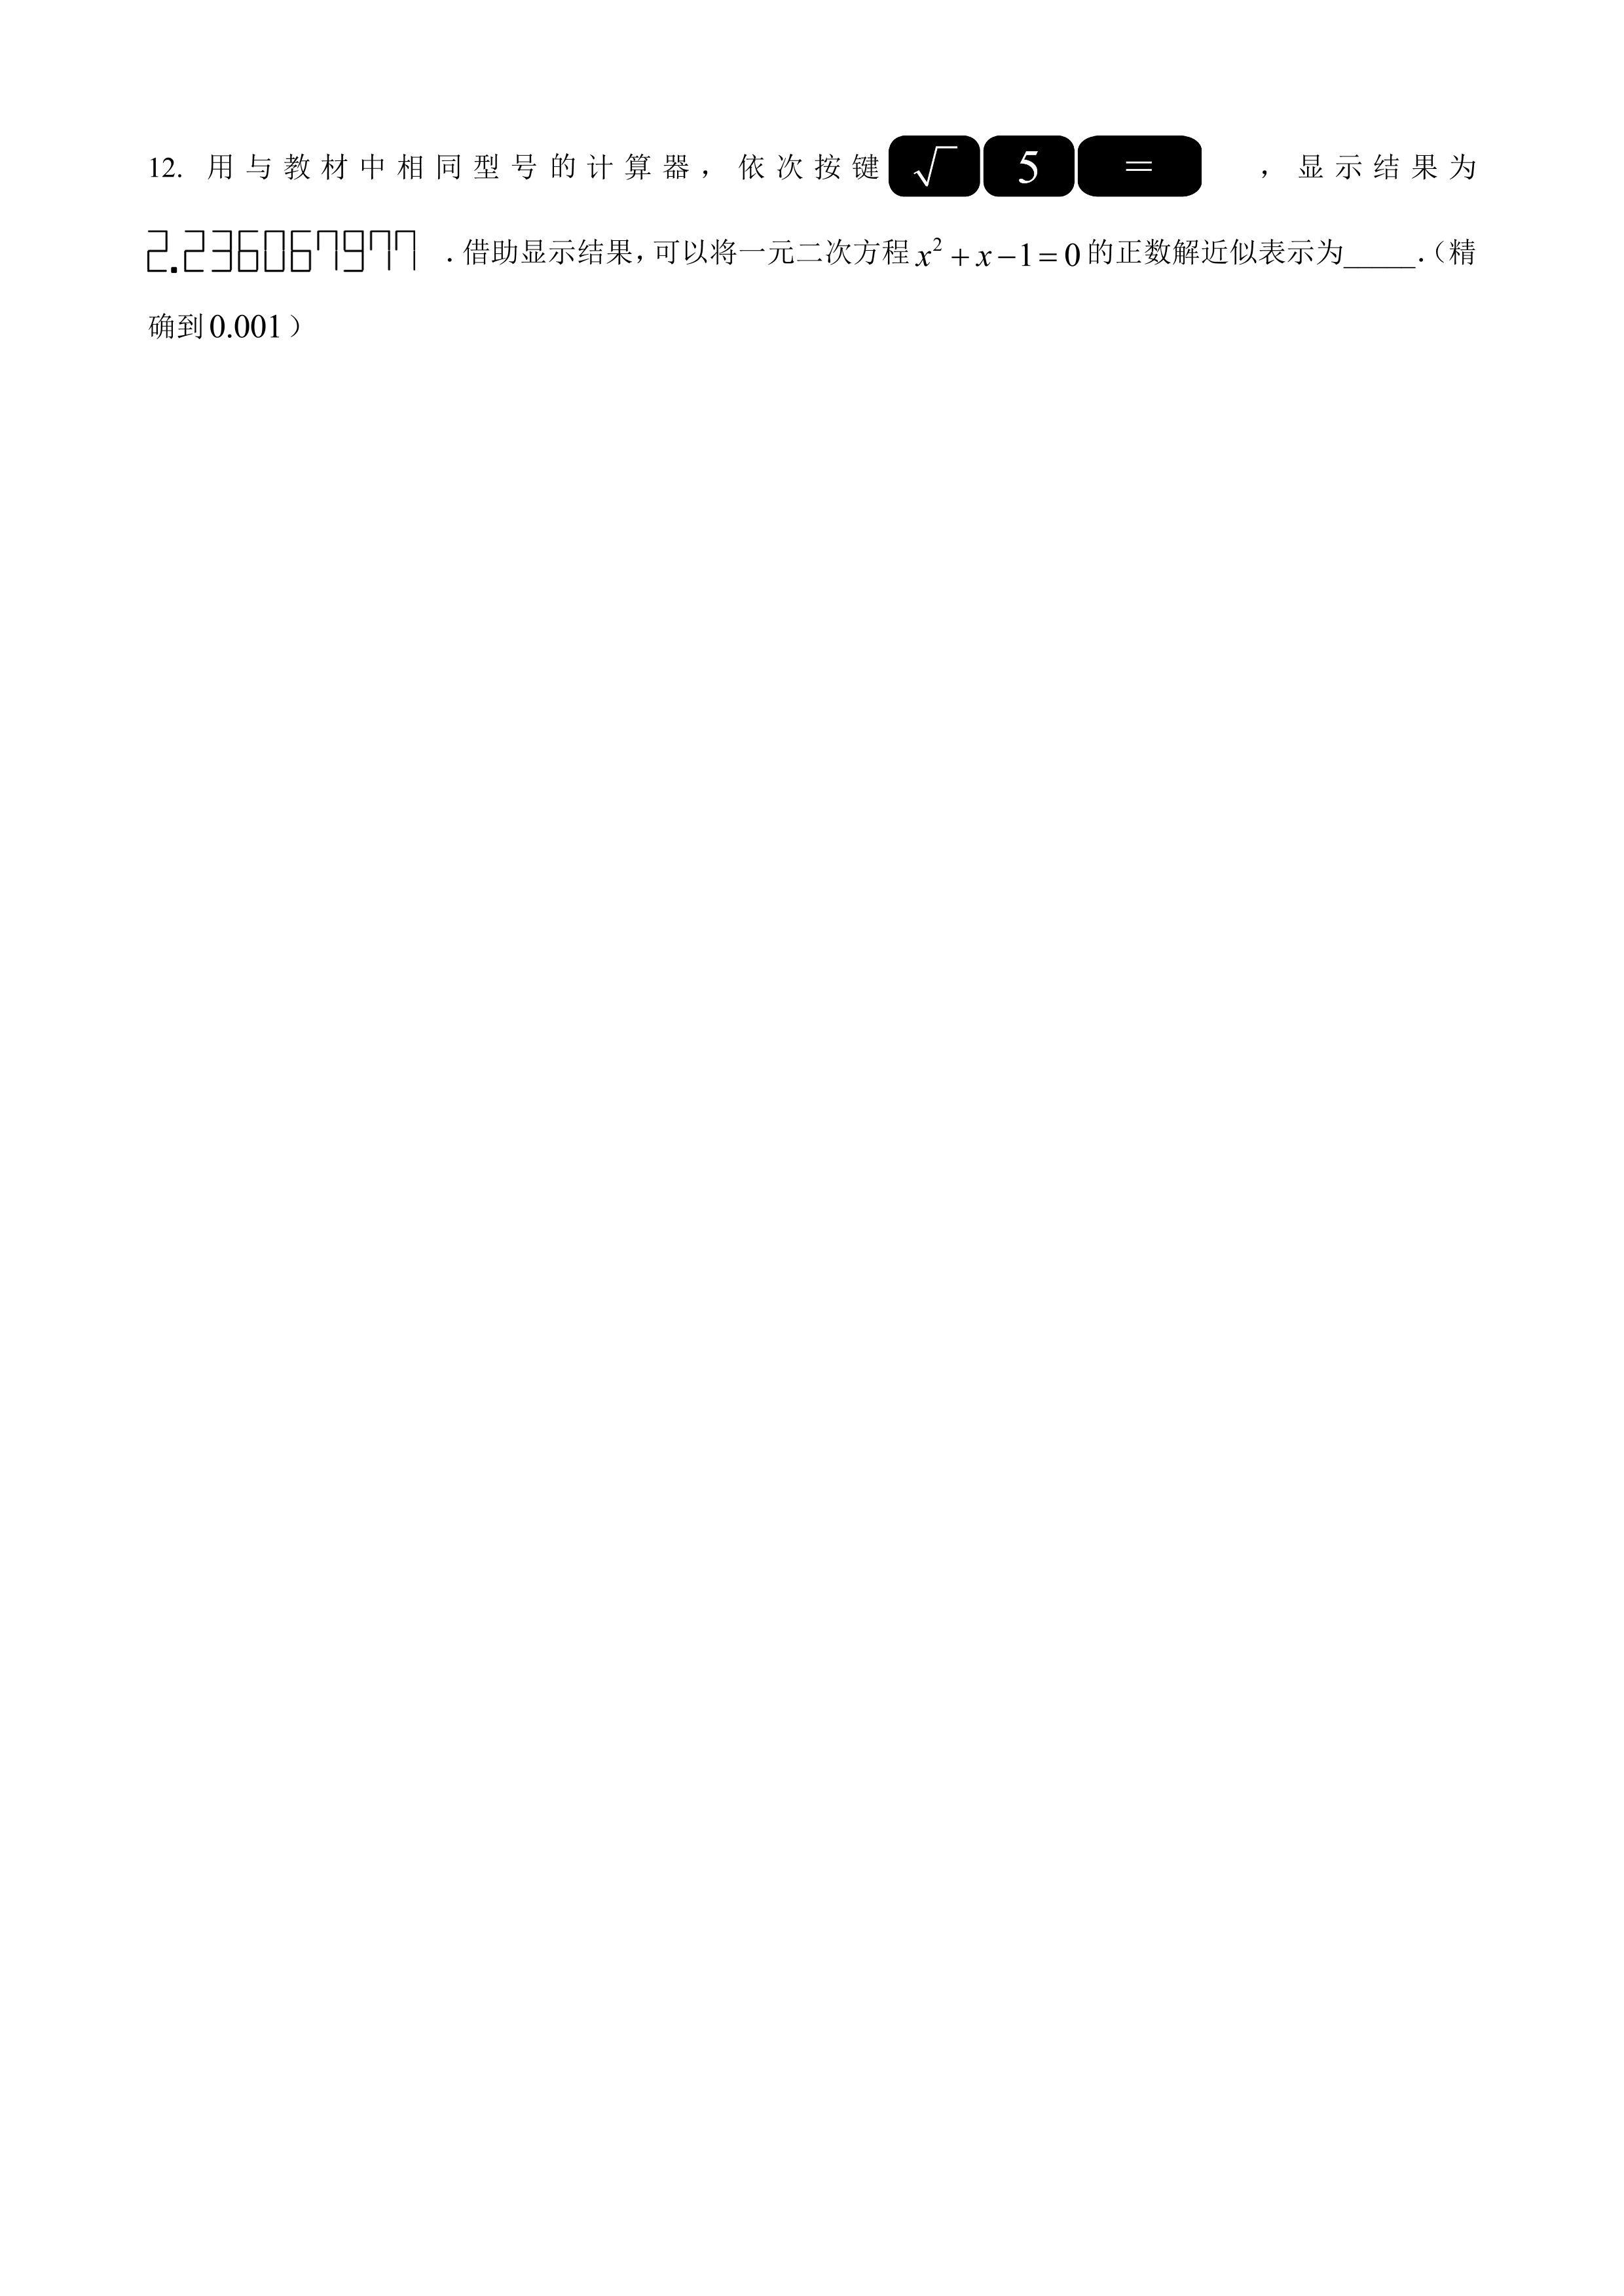 12. 用与教材中相同型号的计算器，依次按键 √ 5 = ，显示结果为
2.236067977 ．借助显示结果，可以将一元二次方程 x² + x − 1 = 0 的正数解近似表示为_____．（精
确到0.001）